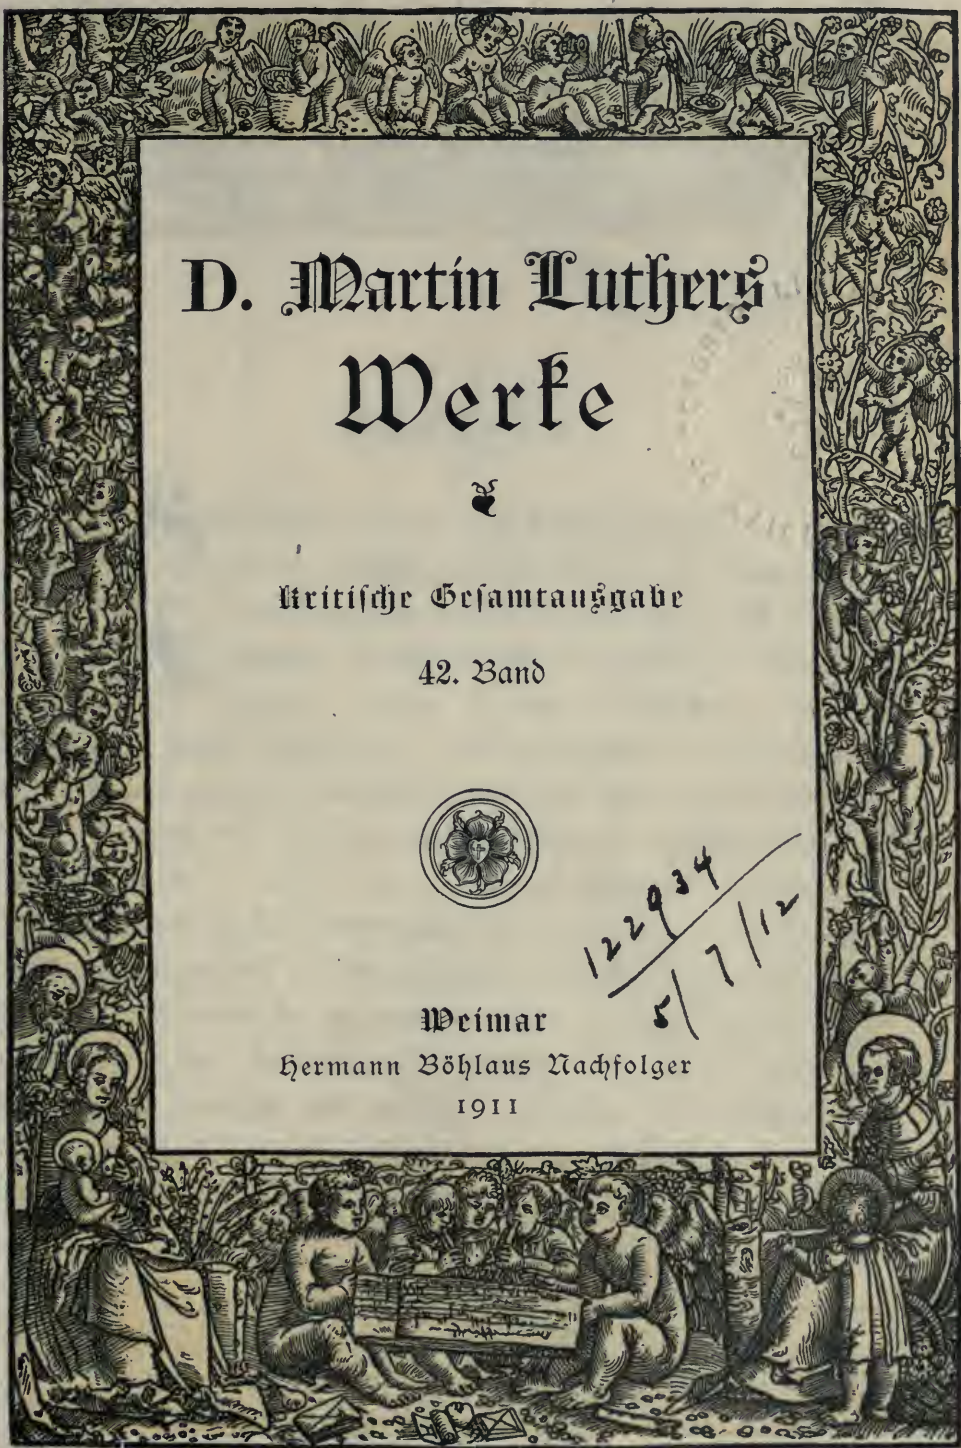 D. Martin Luthers
Werke
Kritische Gesamtausgabe
42. Band
122934
5/7/12
Weimar
Hermann Böhlaus Nachfolger
1911